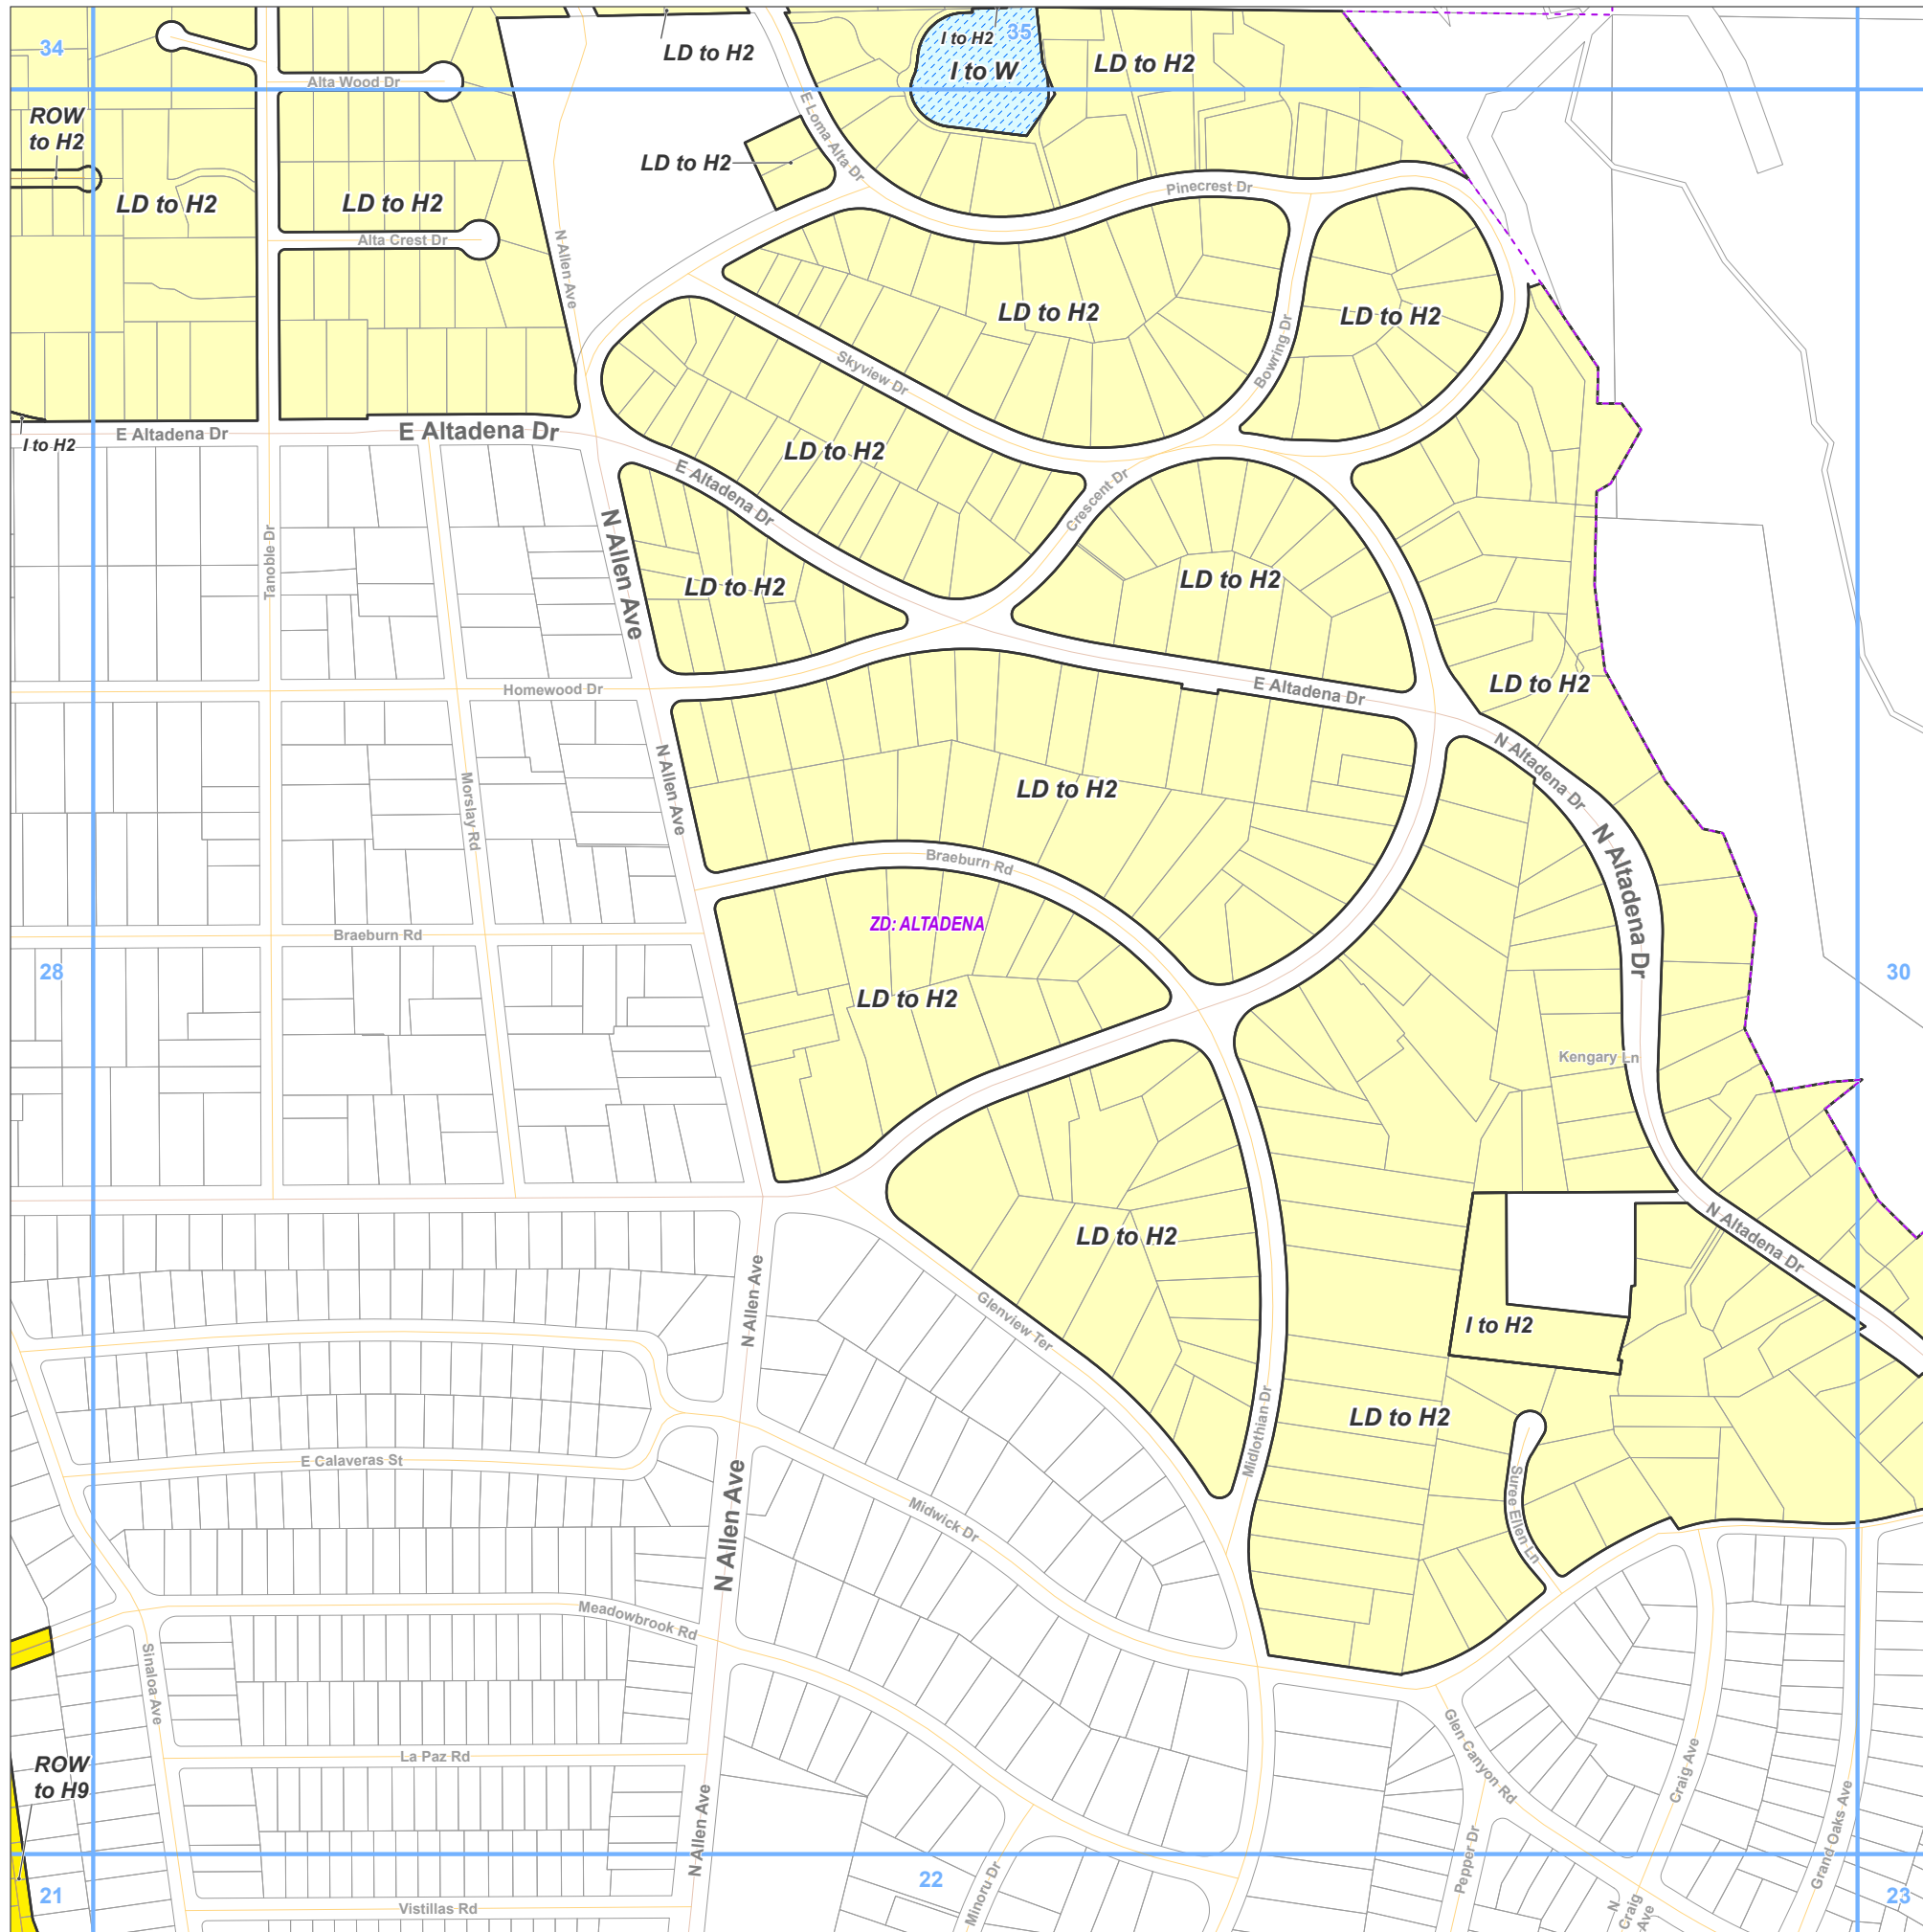 34
I to H2
35
LD to H2
I to W
LD to H2
Alta Wood Dr
ROW
to H2
E Loma Alta Dr
LD to H2
LD to H2
LD to H2
Pinecrest Dr
Alta Crest Dr
N Allen Ave
LD to H2
LD to H2
Bowring Dr
Skyview Dr
I to H2
E Altadena Dr
E Altadena Dr
LD to H2
E Altadena Dr
Crescent Dr
Tanoble Dr
N Allen Ave
LD to H2
LD to H2
Homewood Dr
E Altadena Dr
LD to H2
N Altadena Dr
N Allen Ave
Morslay Rd
LD to H2
Braeburn Rd
N Altadena Dr
ZD: ALTADENA
Braeburn Rd
28
LD to H2
30
Kengary Ln
N Altadena Dr
LD to H2
N Allen Ave
Glenview Ter
I to H2
LD to H2
Midlothian Dr
E Calaveras St
N Allen Ave
Midwick Dr
Suree Ellen Ln
Meadowbrook Rd
Sinaloa Ave
La Paz Rd
ROW
to H9
Glen Canyon Rd
Craig Ave
Grand Oaks Ave
N Allen Ave
Pepper Dr
21
22
Minoru Dr
N
Craig
Ave
23
Vistillas Rd